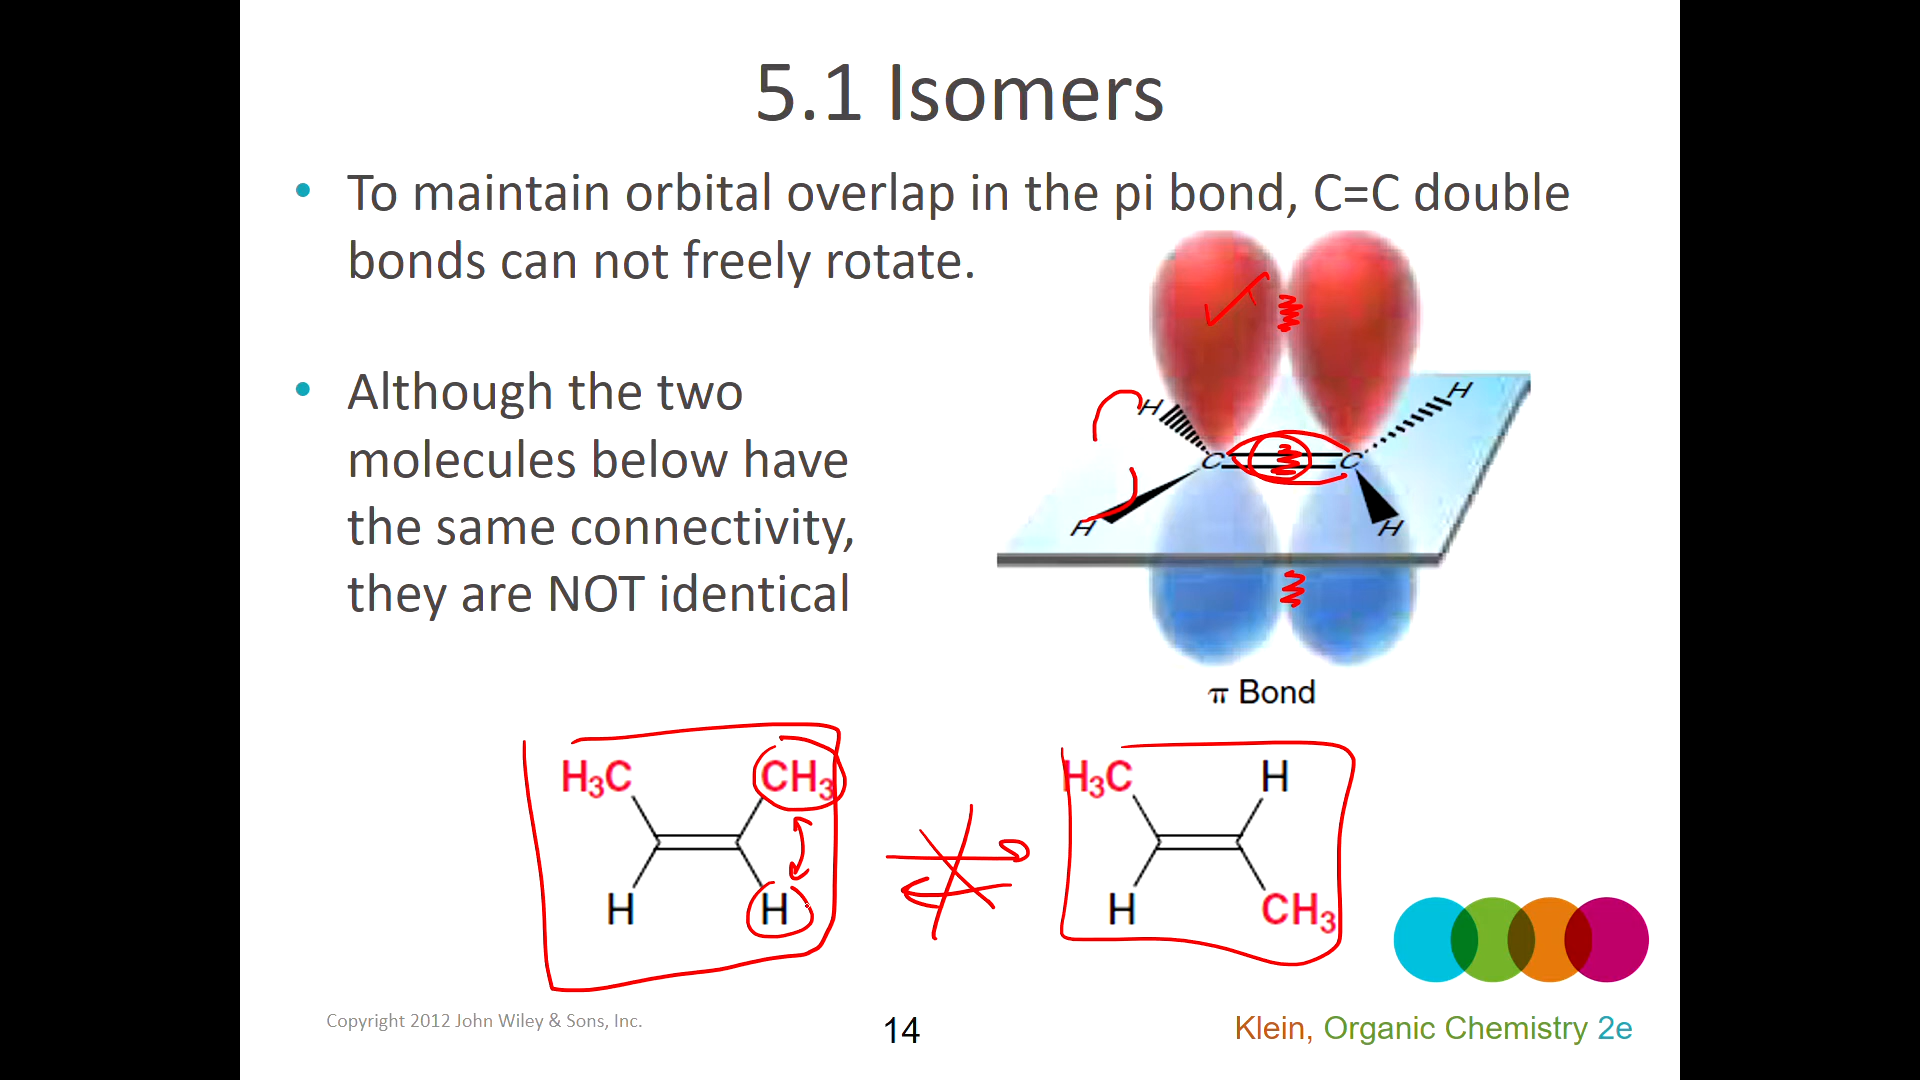 5.1 Isomers
• To maintain orbital overlap in the pi bond, C=C double
bonds can not freely rotate.
• Although the two
molecules below have
the same connectivity,
they are NOT identical
H
H
C
C
H
H
π Bond
H₃C
CH₃
H
H
H₃C
H
H
CH₃
Copyright 2012 John Wiley & Sons, Inc.
14
Klein, Organic Chemistry 2e